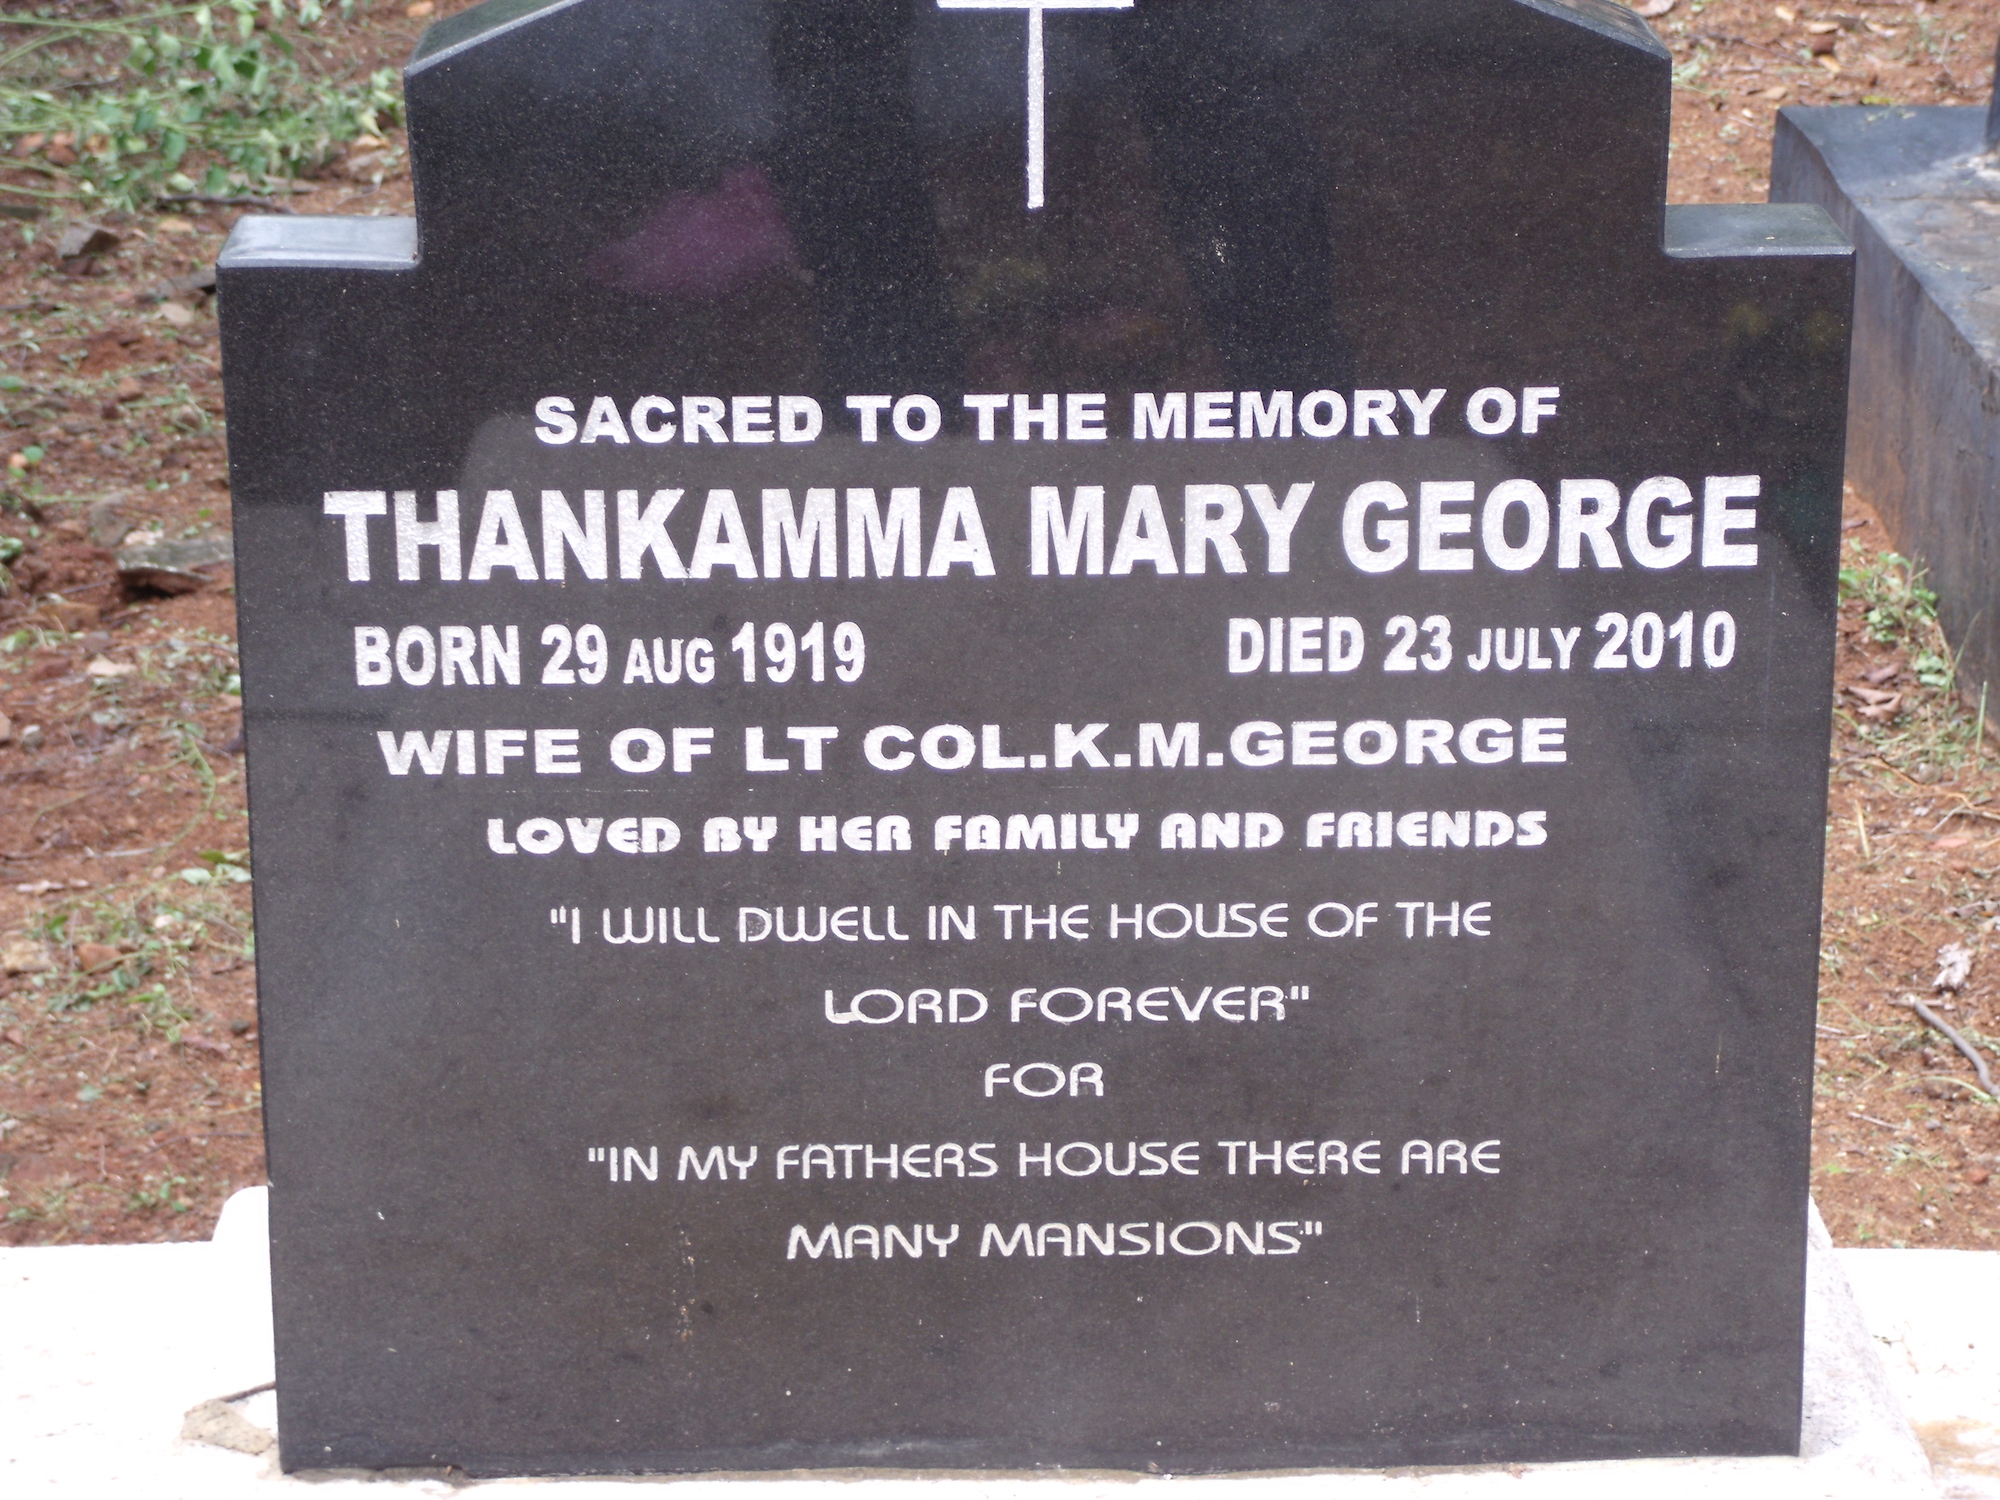 SACRED TO THE MEMORY OF
THANKAMMA MARY GEORGE
BORN 29 AUG 1919 DIED 23 JULY 2010
WIFE OF LT COL.K.M.GEORGE
LOVED BY HER FAMILY AND FRIENDS
"I WILL DWELL IN THE HOUSE OF THE
LORD FOREVER"
FOR
"IN MY FATHERS HOUSE THERE ARE
MANY MANSIONS"